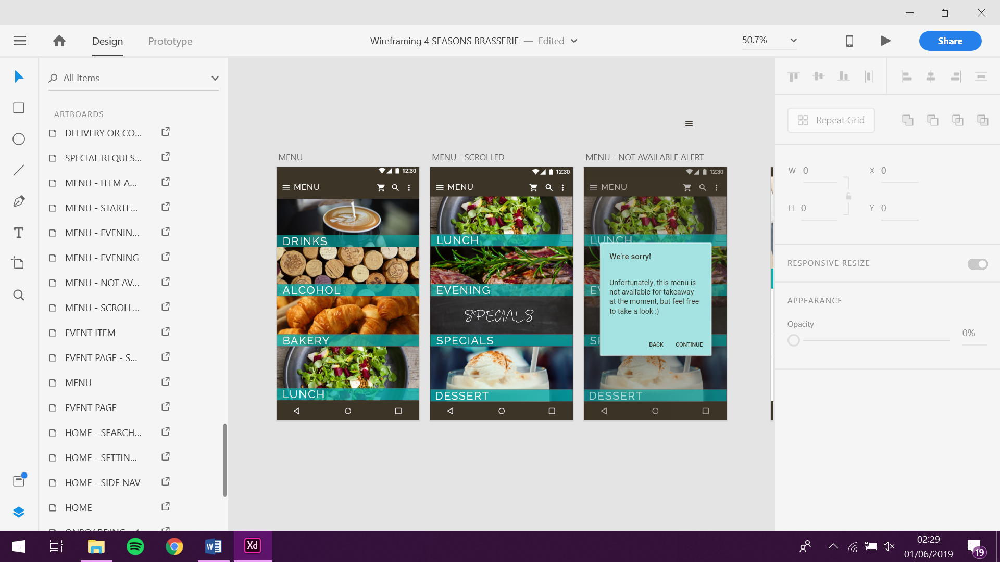 Design
Prototype
Wireframing 4 SEASONS BRASSERIE — Edited
50.7%
Share
All Items
ARTBOARDS
DELIVERY OR CO...
SPECIAL REQUES...
MENU - ITEM A...
MENU - STARTE...
MENU - EVENIN...
MENU - EVENING
MENU - NOT AV...
MENU - SCROLL...
EVENT ITEM
EVENT PAGE - S...
MENU
EVENT PAGE
HOME - SEARCH...
HOME - SETTIN...
HOME - SIDE NAV
HOME
MENU
12:30
MENU
DRINKS
ALCOHOL
BAKERY
LUNCH
MENU - SCROLLED
12:30
MENU
LUNCH
EVENING
SPECIALS
SPECIALS
DESSERT
MENU - NOT AVAILABLE ALERT
12:30
MENU
LUNCH
We're sorry!
Unfortunately, this menu is
not available for takeaway
at the moment, but feel free
to take a look :)
BACK CONTINUE
DESSERT
Repeat Grid
W 0
X 0
H 0
Y 0
RESPONSIVE RESIZE
APPEARANCE
Opacity
0%
Xd
02:29
01/06/2019
19